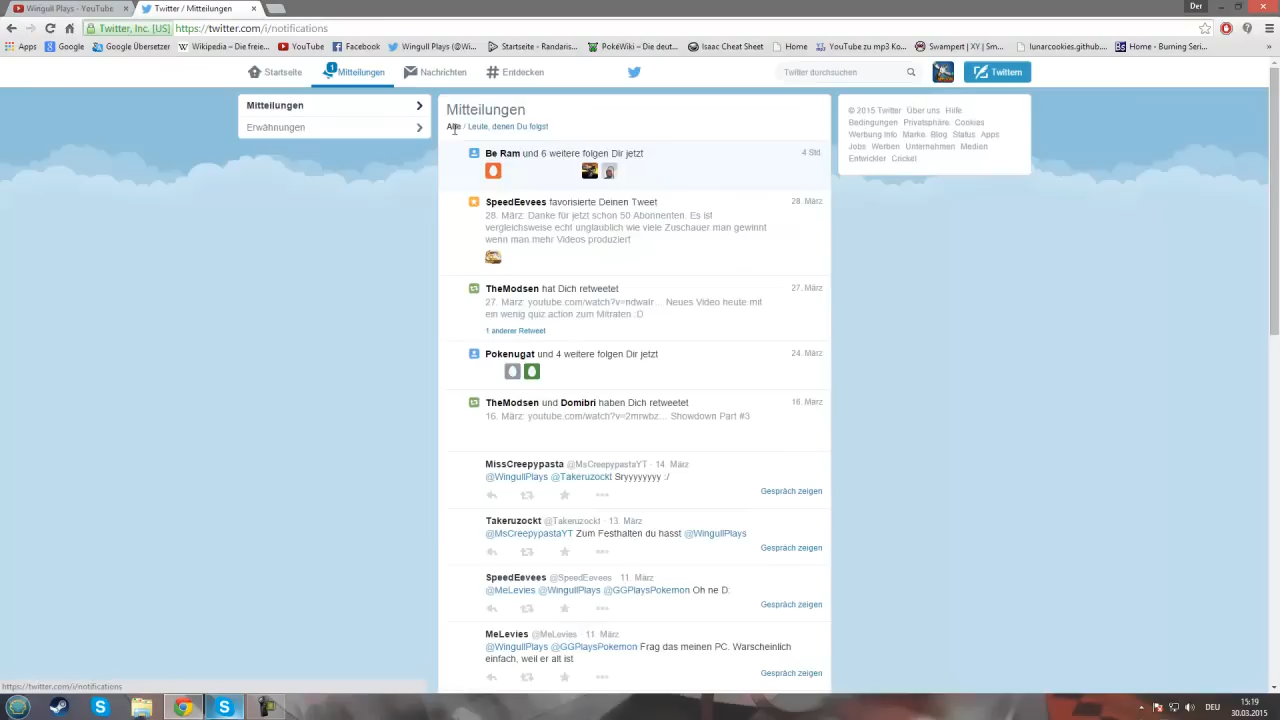 Wingull Plays - YouTube
Twitter / Mitteilungen
Der
Twitter, Inc. [US] https://twitter.com/i/notifications
Apps Google Google Übersetzer Wikipedia – Die freie... YouTube Facebook Wingull Plays (@Win... Startseite - Randaris... PokéWiki – Die deut... Isaac Cheat Sheet Home YouTube zu mp3 Ko... Swampert | XY | Sm... lunarcookies.github... Home - Burning Seri...
Startseite 1 Mitteilungen Nachrichten Entdecken Twitter durchsuchen Twittern
Mitteilungen
Erwähnungen
Mitteilungen
Alle / Leute, denen Du folgst
Be Ram und 6 weitere folgen Dir jetzt 4 Std.
SpeedEevees favorisierte Deinen Tweet 28. März
28. März: Danke für jetzt schon 50 Abonnenten. Es ist
vergleichsweise echt unglaublich wie viele Zuschauer man gewinnt
wenn man mehr Videos produziert
TheModsen hat Dich retweetet 27. März
27. März: youtube.com/watch?v=ndwaIr… Neues Video heute mit
ein wenig quiz action zum Mitraten :D
1 anderer Retweet
Pokenugat und 4 weitere folgen Dir jetzt 24. März
TheModsen und Domibri haben Dich retweetet 16. März
16. März: youtube.com/watch?v=2mrwbz… Showdown Part #3
MissCreepypasta @MsCreepypastaYT · 14. März
@WingullPlays @Takeruzockt Sryyyyyyyy :/
Gespräch zeigen
Takeruzockt @Takeruzockt · 13. März
@MsCreepypastaYT Zum Festhalten du hasst @WingullPlays
Gespräch zeigen
SpeedEevees @SpeedEevees · 11. März
@MeLevies @WingullPlays @GGPlaysPokemon Oh ne D:
Gespräch zeigen
MeLevies @MeLevies · 11. März
@WingullPlays @GGPlaysPokemon Frag das meinen PC. Warscheinlich
einfach, weil er alt ist
Gespräch zeigen
© 2015 Twitter Über uns Hilfe
Bedingungen Privatsphäre Cookies
Werbung Info Marke Blog Status Apps
Jobs Werben Unternehmen Medien
Entwickler
https://twitter.com/i/notifications
DEU
15:19
30.03.2015